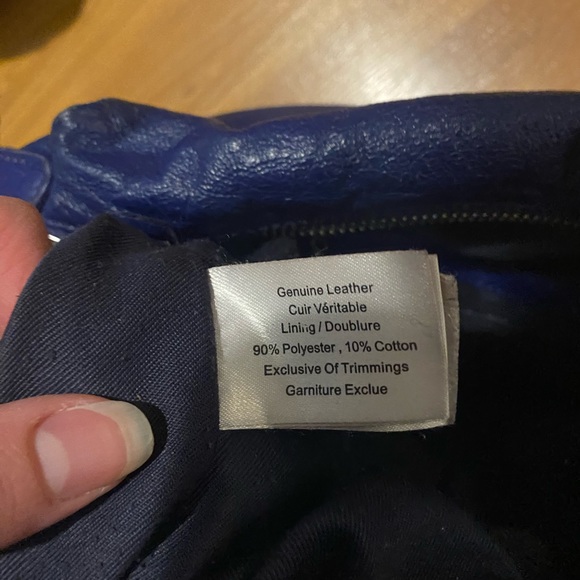 Genuine Leather
Cuir Véritable
Lining / Doublure
90% Polyester , 10% Cotton
Exclusive Of Trimmings
Garniture Exclue